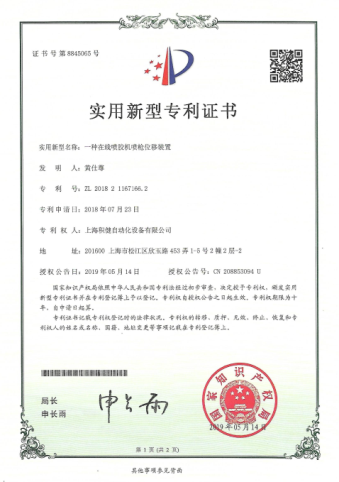 证书号第8845065号
实用新型专利证书
实用新型名称：一种在线喷胶机喷枪位移装置
发明人：黄仕尊
专利号：ZL 2018 2 1167166.2
专利申请日：2018年07月23日
专利权人：上海积健自动化设备有限公司
地址：201600 上海市松江区欣玉路453弄1-5号2幢2层-2
授权公告日：2019年05月14日 授权公告号：CN 208853094 U
国家知识产权局依照中华人民共和国专利法经过初步审查，决定授予专利权，颁发实用
新型专利证书并在专利登记簿上予以登记。专利权自授权公告之日起生效。专利权期限为十
年，自申请日起算。
专利证书记载专利权登记时的法律状况。专利权的转移、质押、无效、终止、恢复和专
利权人的姓名或名称、国籍、地址变更等事项记载在专利登记簿上。
局长
申长雨
申长雨
国家知识产权局
2019年05月14日
第 1 页 (共 2 页)
其他事项参见背面